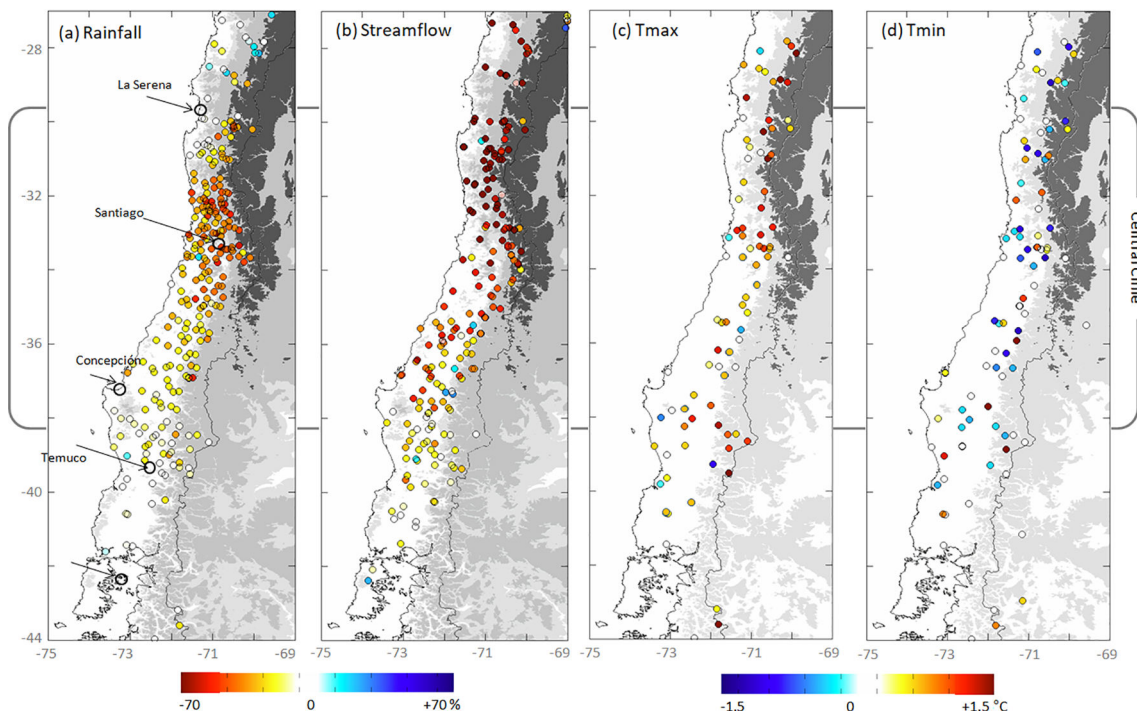 (a) Rainfall
(b) Streamflow
(c) Tmax
(d) Tmin
-28
La Serena
-32
Santiago
Central Chile
-36
Concepción
Temuco
-40
-44
-75 -73 -71 -69
-75 -73 -71 -69
-75 -73 -71 -69
-75 -73 -71 -69
-70 0 +70 %
-1.5 0 +1.5 °C